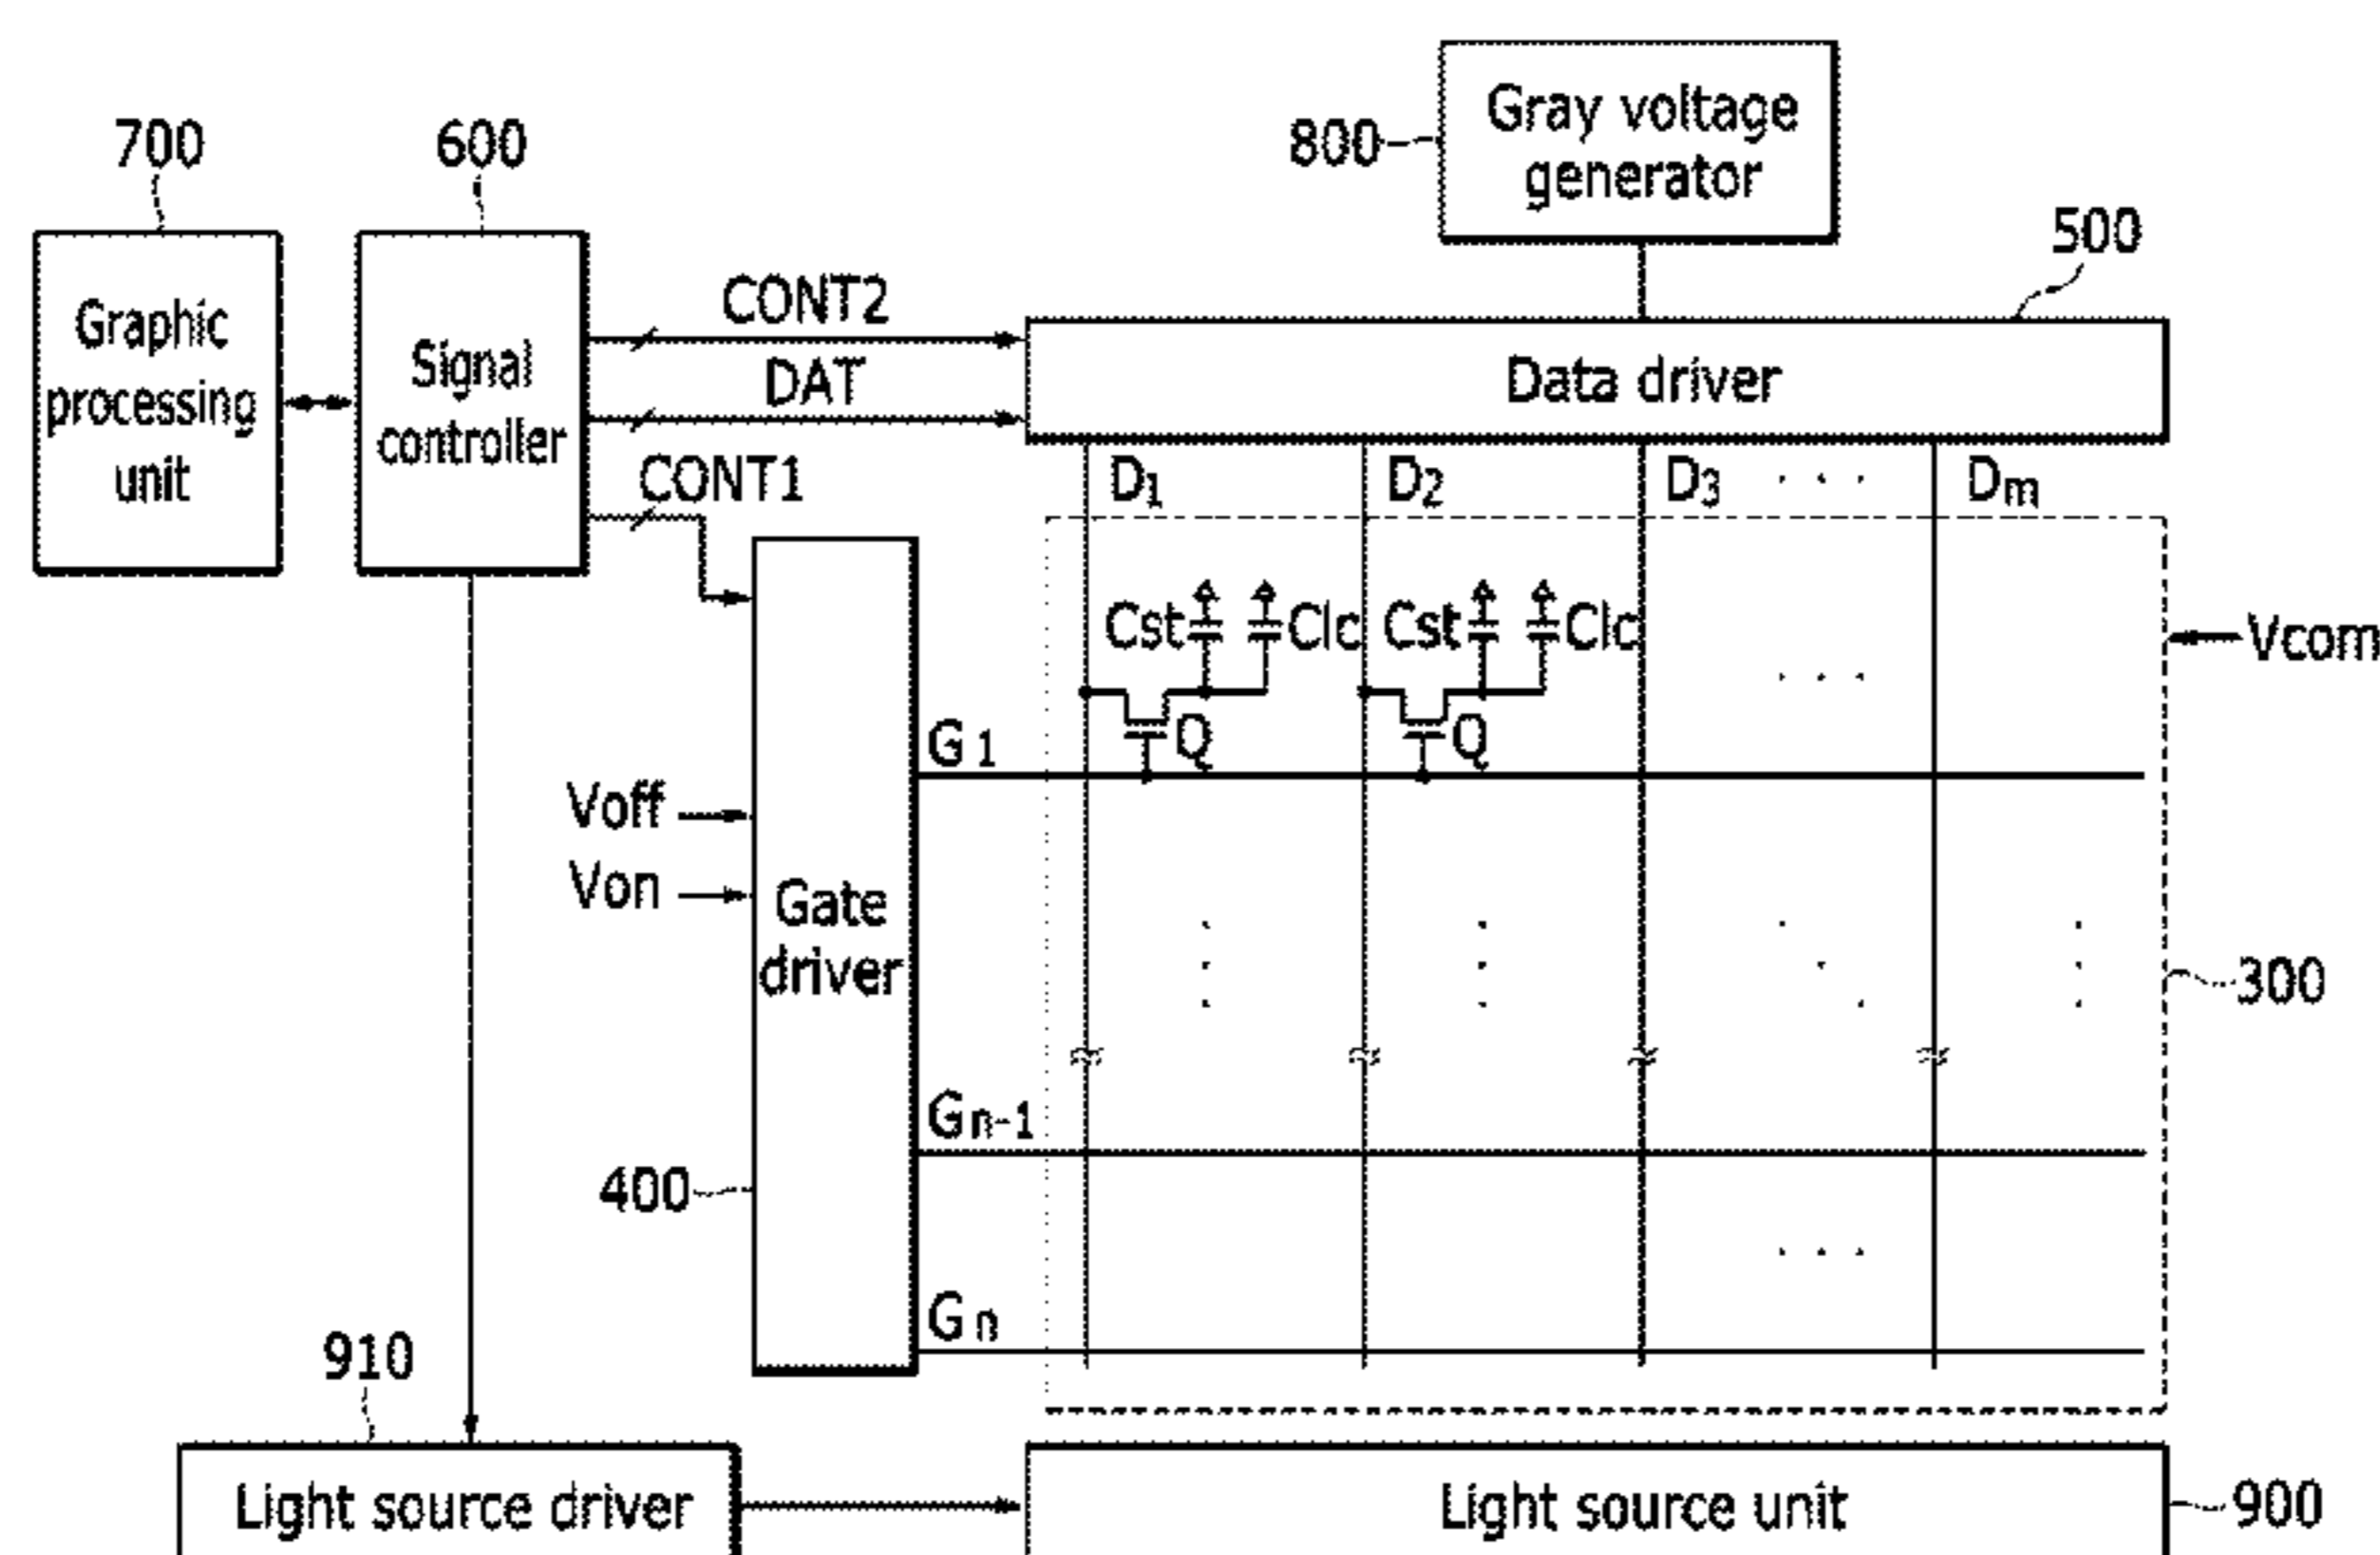 700
600
800
Gray voltage
generator
500
Graphic
processing
unit
Signal
controller
CONT2
DAT
CONT1
Data driver
D1
D2
D3
. . .
Dm
Cst
Clc
Cst
Clc
Vcom
Q
Q
G1
Voff
Von
Gate
driver
300
Gn-1
400
Gn
910
Light source driver
Light source unit
900